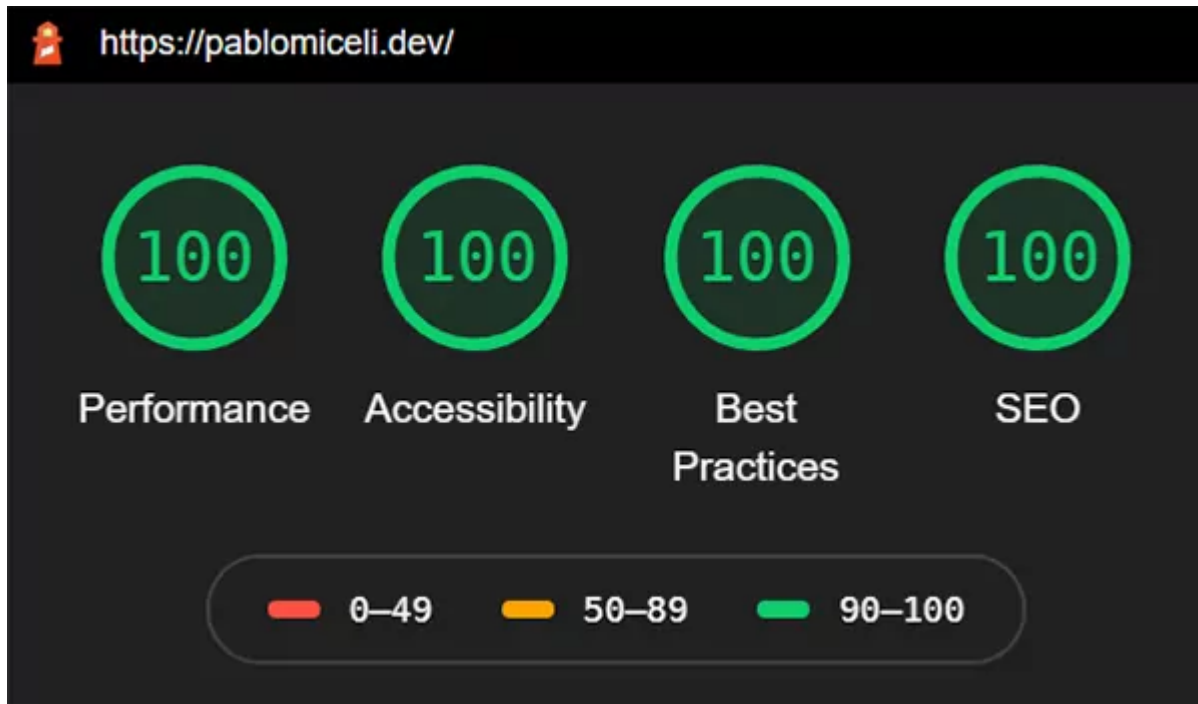 https://pablomiceli.dev/
100 100 100 100
Performance Accessibility Best SEO
Practices
0–49 50–89 90–100